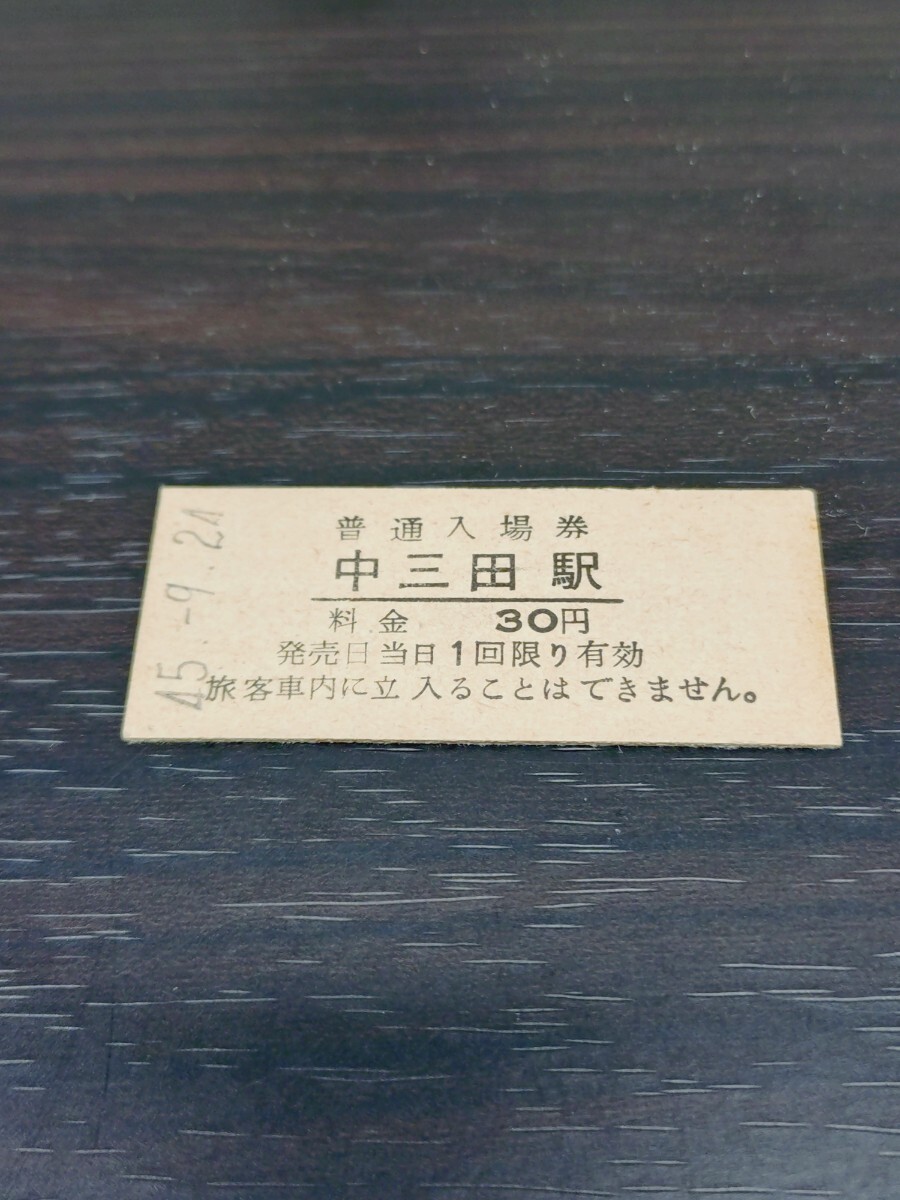 普通入場券
中三田駅
料金 30円
発売日当日1回限り有効
旅客車内に立入ることはできません。
45.-9.24